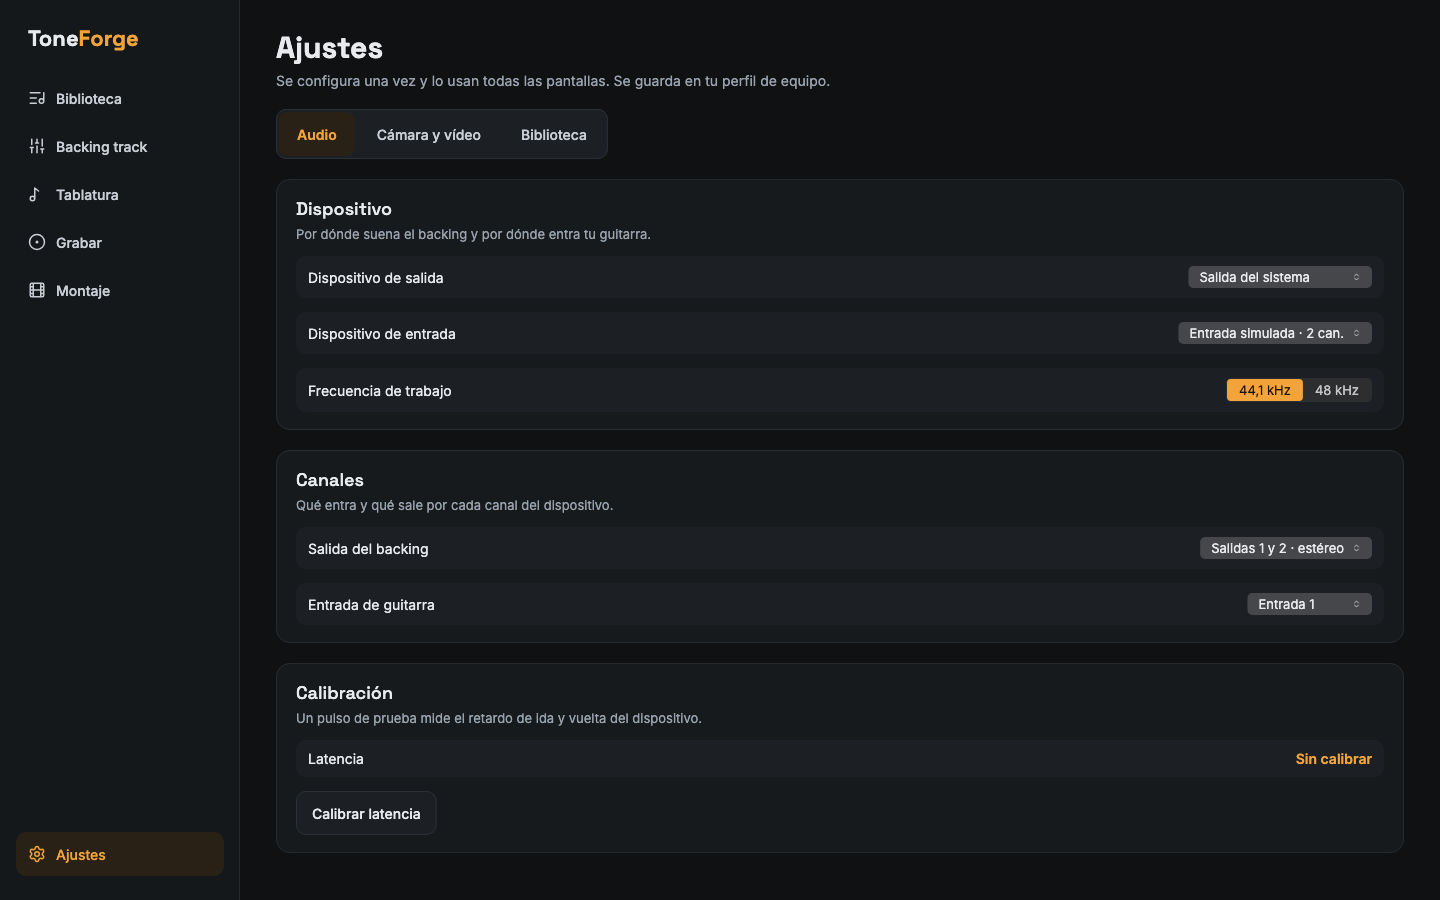 ToneForge
Biblioteca
Backing track
Tablatura
Grabar
Montaje
Ajustes
Ajustes
Se configura una vez y lo usan todas las pantallas. Se guarda en tu perfil de equipo.
Audio
Cámara y vídeo
Biblioteca
Dispositivo
Por dónde suena el backing y por dónde entra tu guitarra.
Dispositivo de salida
Salida del sistema
Dispositivo de entrada
Entrada simulada · 2 can.
Frecuencia de trabajo
44,1 kHz
48 kHz
Canales
Qué entra y qué sale por cada canal del dispositivo.
Salida del backing
Salidas 1 y 2 · estéreo
Entrada de guitarra
Entrada 1
Calibración
Un pulso de prueba mide el retardo de ida y vuelta del dispositivo.
Latencia
Sin calibrar
Calibrar latencia